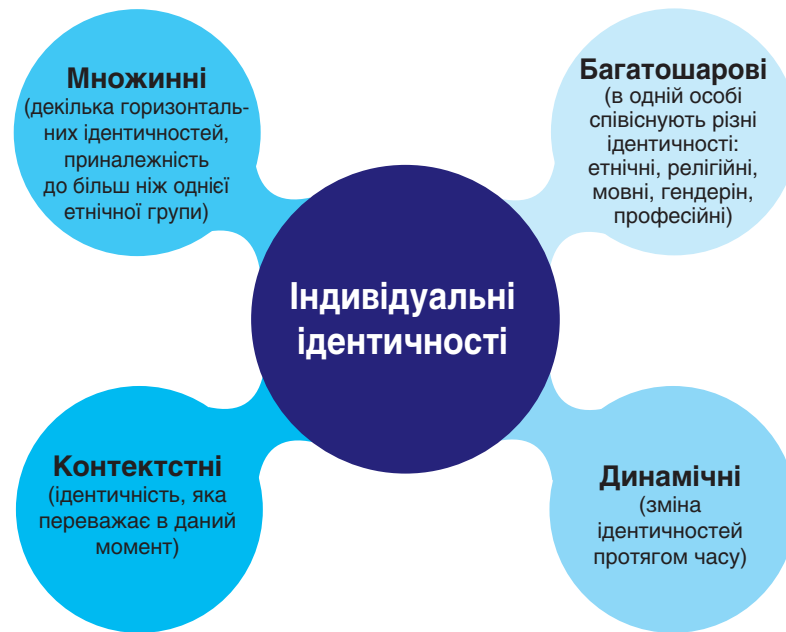 Множинні
(декілька горизонталь-
них ідентичностей,
приналежність
до більш ніж однієї
етнічної групи)
Багатошарові
(в одній особі
співіснують різні
ідентичності:
етнічні, релігійні,
мовні, гендерін,
професійні)
Індивідуальні
ідентичності
Контектстні
(ідентичність, яка
переважає в даний
момент)
Динамічні
(зміна
ідентичностей
протягом часу)